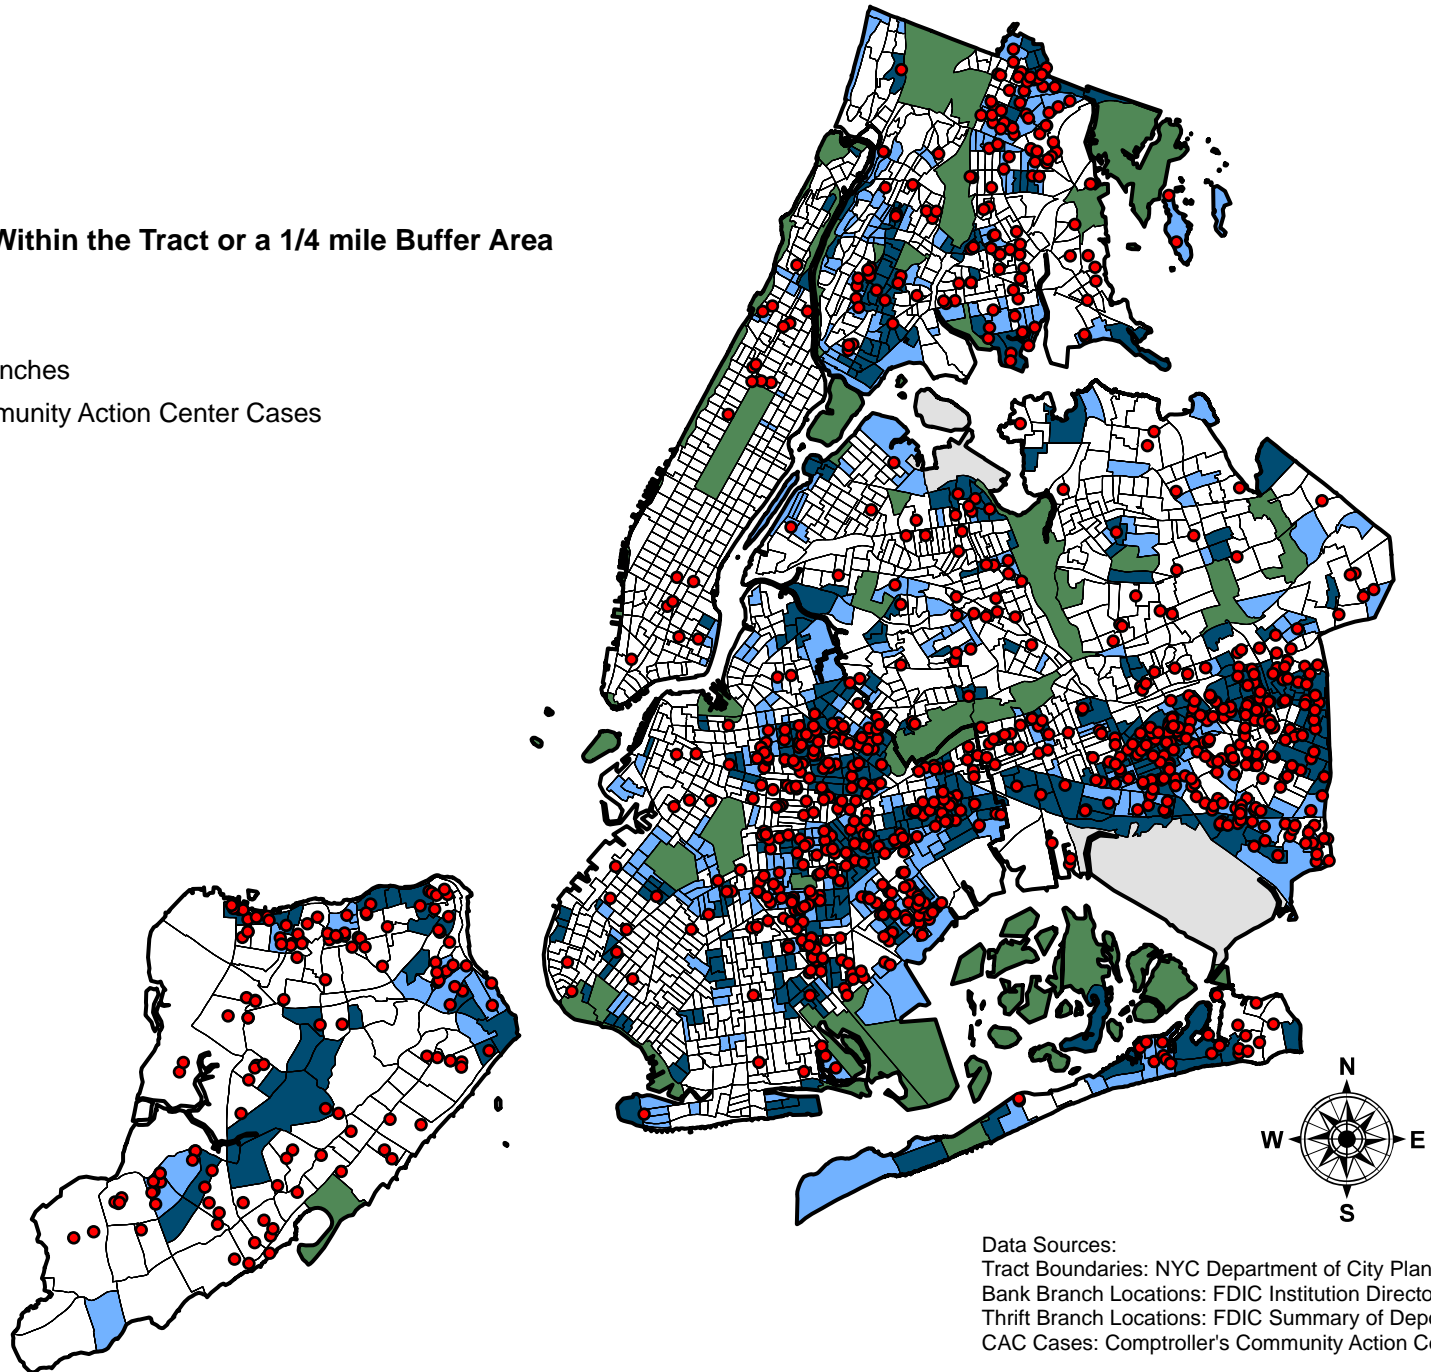 Within the Tract or a 1/4 mile Buffer Area
nches
munity Action Center Cases
N
W E
S
Data Sources:
Tract Boundaries: NYC Department of City Plan
Bank Branch Locations: FDIC Institution Directo
Thrift Branch Locations: FDIC Summary of Depo
CAC Cases: Comptroller's Community Action Ce